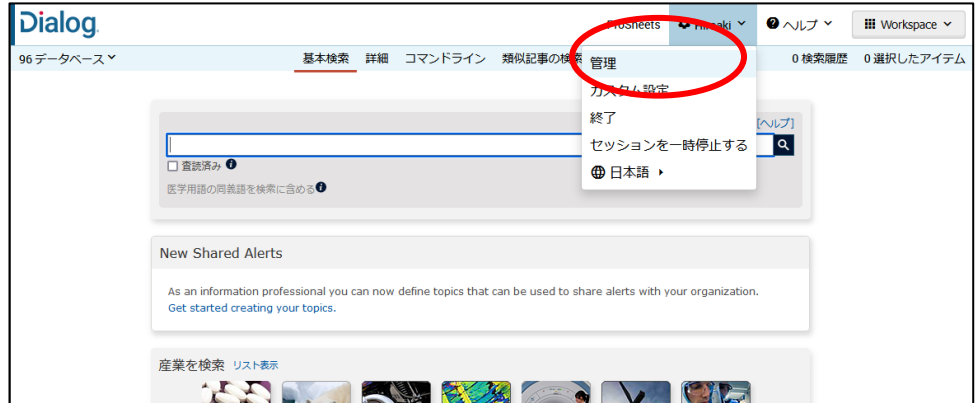 Dialog
ProSheets
ヘルプ
Workspace
96 データベース
基本検索 詳細 コマンドライン 類似記事の検索
0 検索履歴 0 選択したアイテム
管理
カスタム設定
終了
セッションを一時停止する
日本語
[ヘルプ]
査読済み
医学用語の同義語を検索に含める
New Shared Alerts
As an information professional you can now define topics that can be used to share alerts with your organization.
Get started creating your topics.
産業を検索 リスト表示